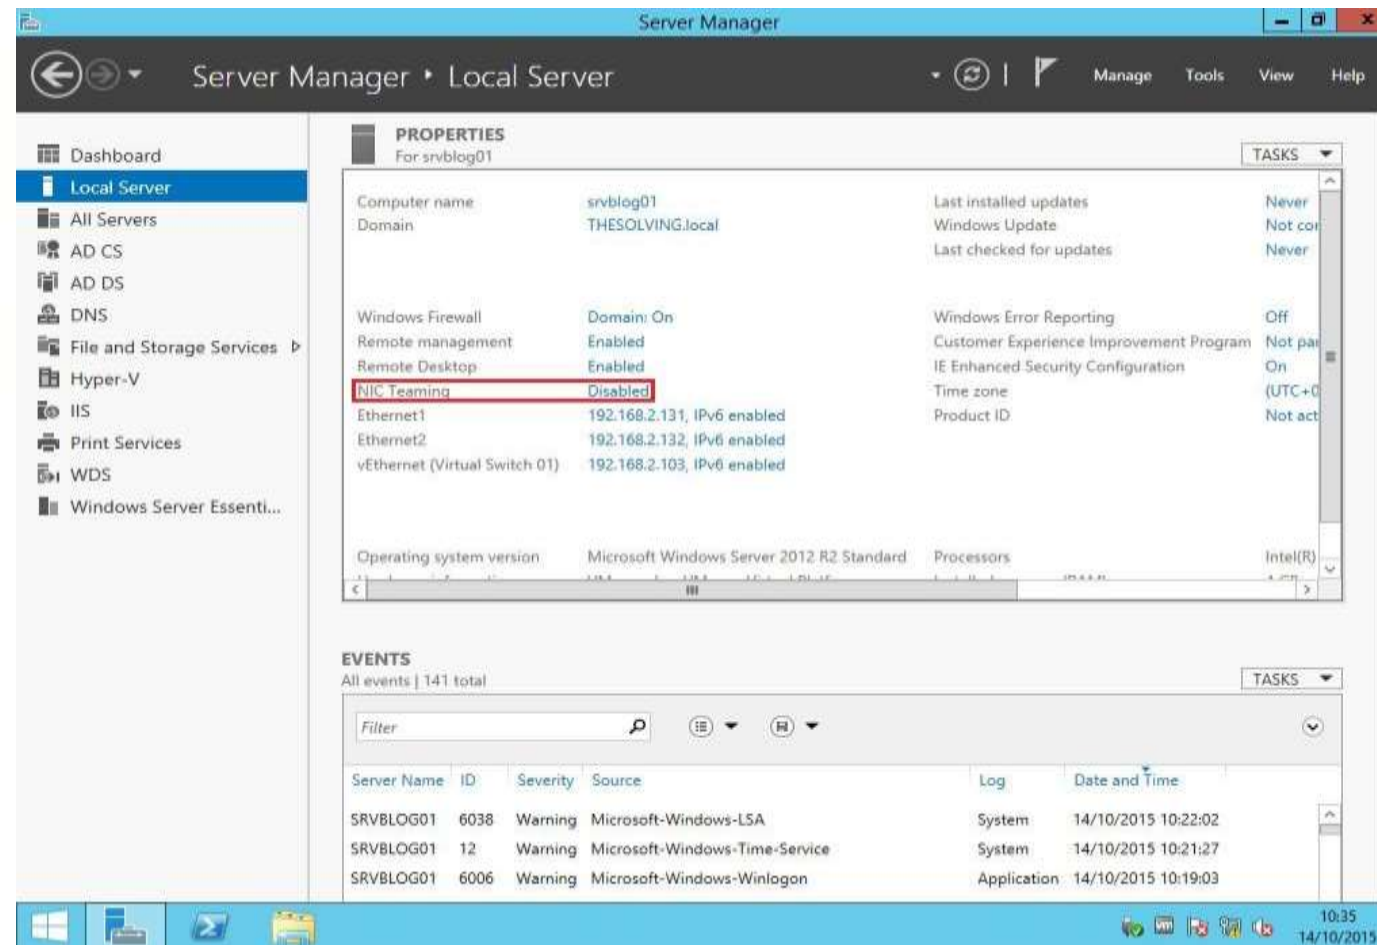 Server Manager
Server Manager • Local Server
Manage Tools View Help
Dashboard
Local Server
All Servers
AD CS
AD DS
DNS
File and Storage Services
Hyper-V
IIS
Print Services
WDS
Windows Server Essenti...
PROPERTIES
For srvblog01
TASKS
Computer name srvblog01 Last installed updates Never
Domain THESOLVING.local Windows Update Not cor
Last checked for updates Never
Windows Firewall Domain: On Windows Error Reporting Off
Remote management Enabled Customer Experience Improvement Program Not par
Remote Desktop Enabled IE Enhanced Security Configuration On
NIC Teaming Disabled Time zone (UTC+0
Ethernet1 192.168.2.131, IPv6 enabled Product ID Not act
Ethernet2 192.168.2.132, IPv6 enabled
vEthernet (Virtual Switch 01) 192.168.2.103, IPv6 enabled
Operating system version Microsoft Windows Server 2012 R2 Standard Processors Intel(R)
EVENTS
All events | 141 total
TASKS
Filter
Server Name ID Severity Source Log Date and Time
SRVBLOG01 6038 Warning Microsoft-Windows-LSA System 14/10/2015 10:22:02
SRVBLOG01 12 Warning Microsoft-Windows-Time-Service System 14/10/2015 10:21:27
SRVBLOG01 6006 Warning Microsoft-Windows-Winlogon Application 14/10/2015 10:19:03
10:35
14/10/2015